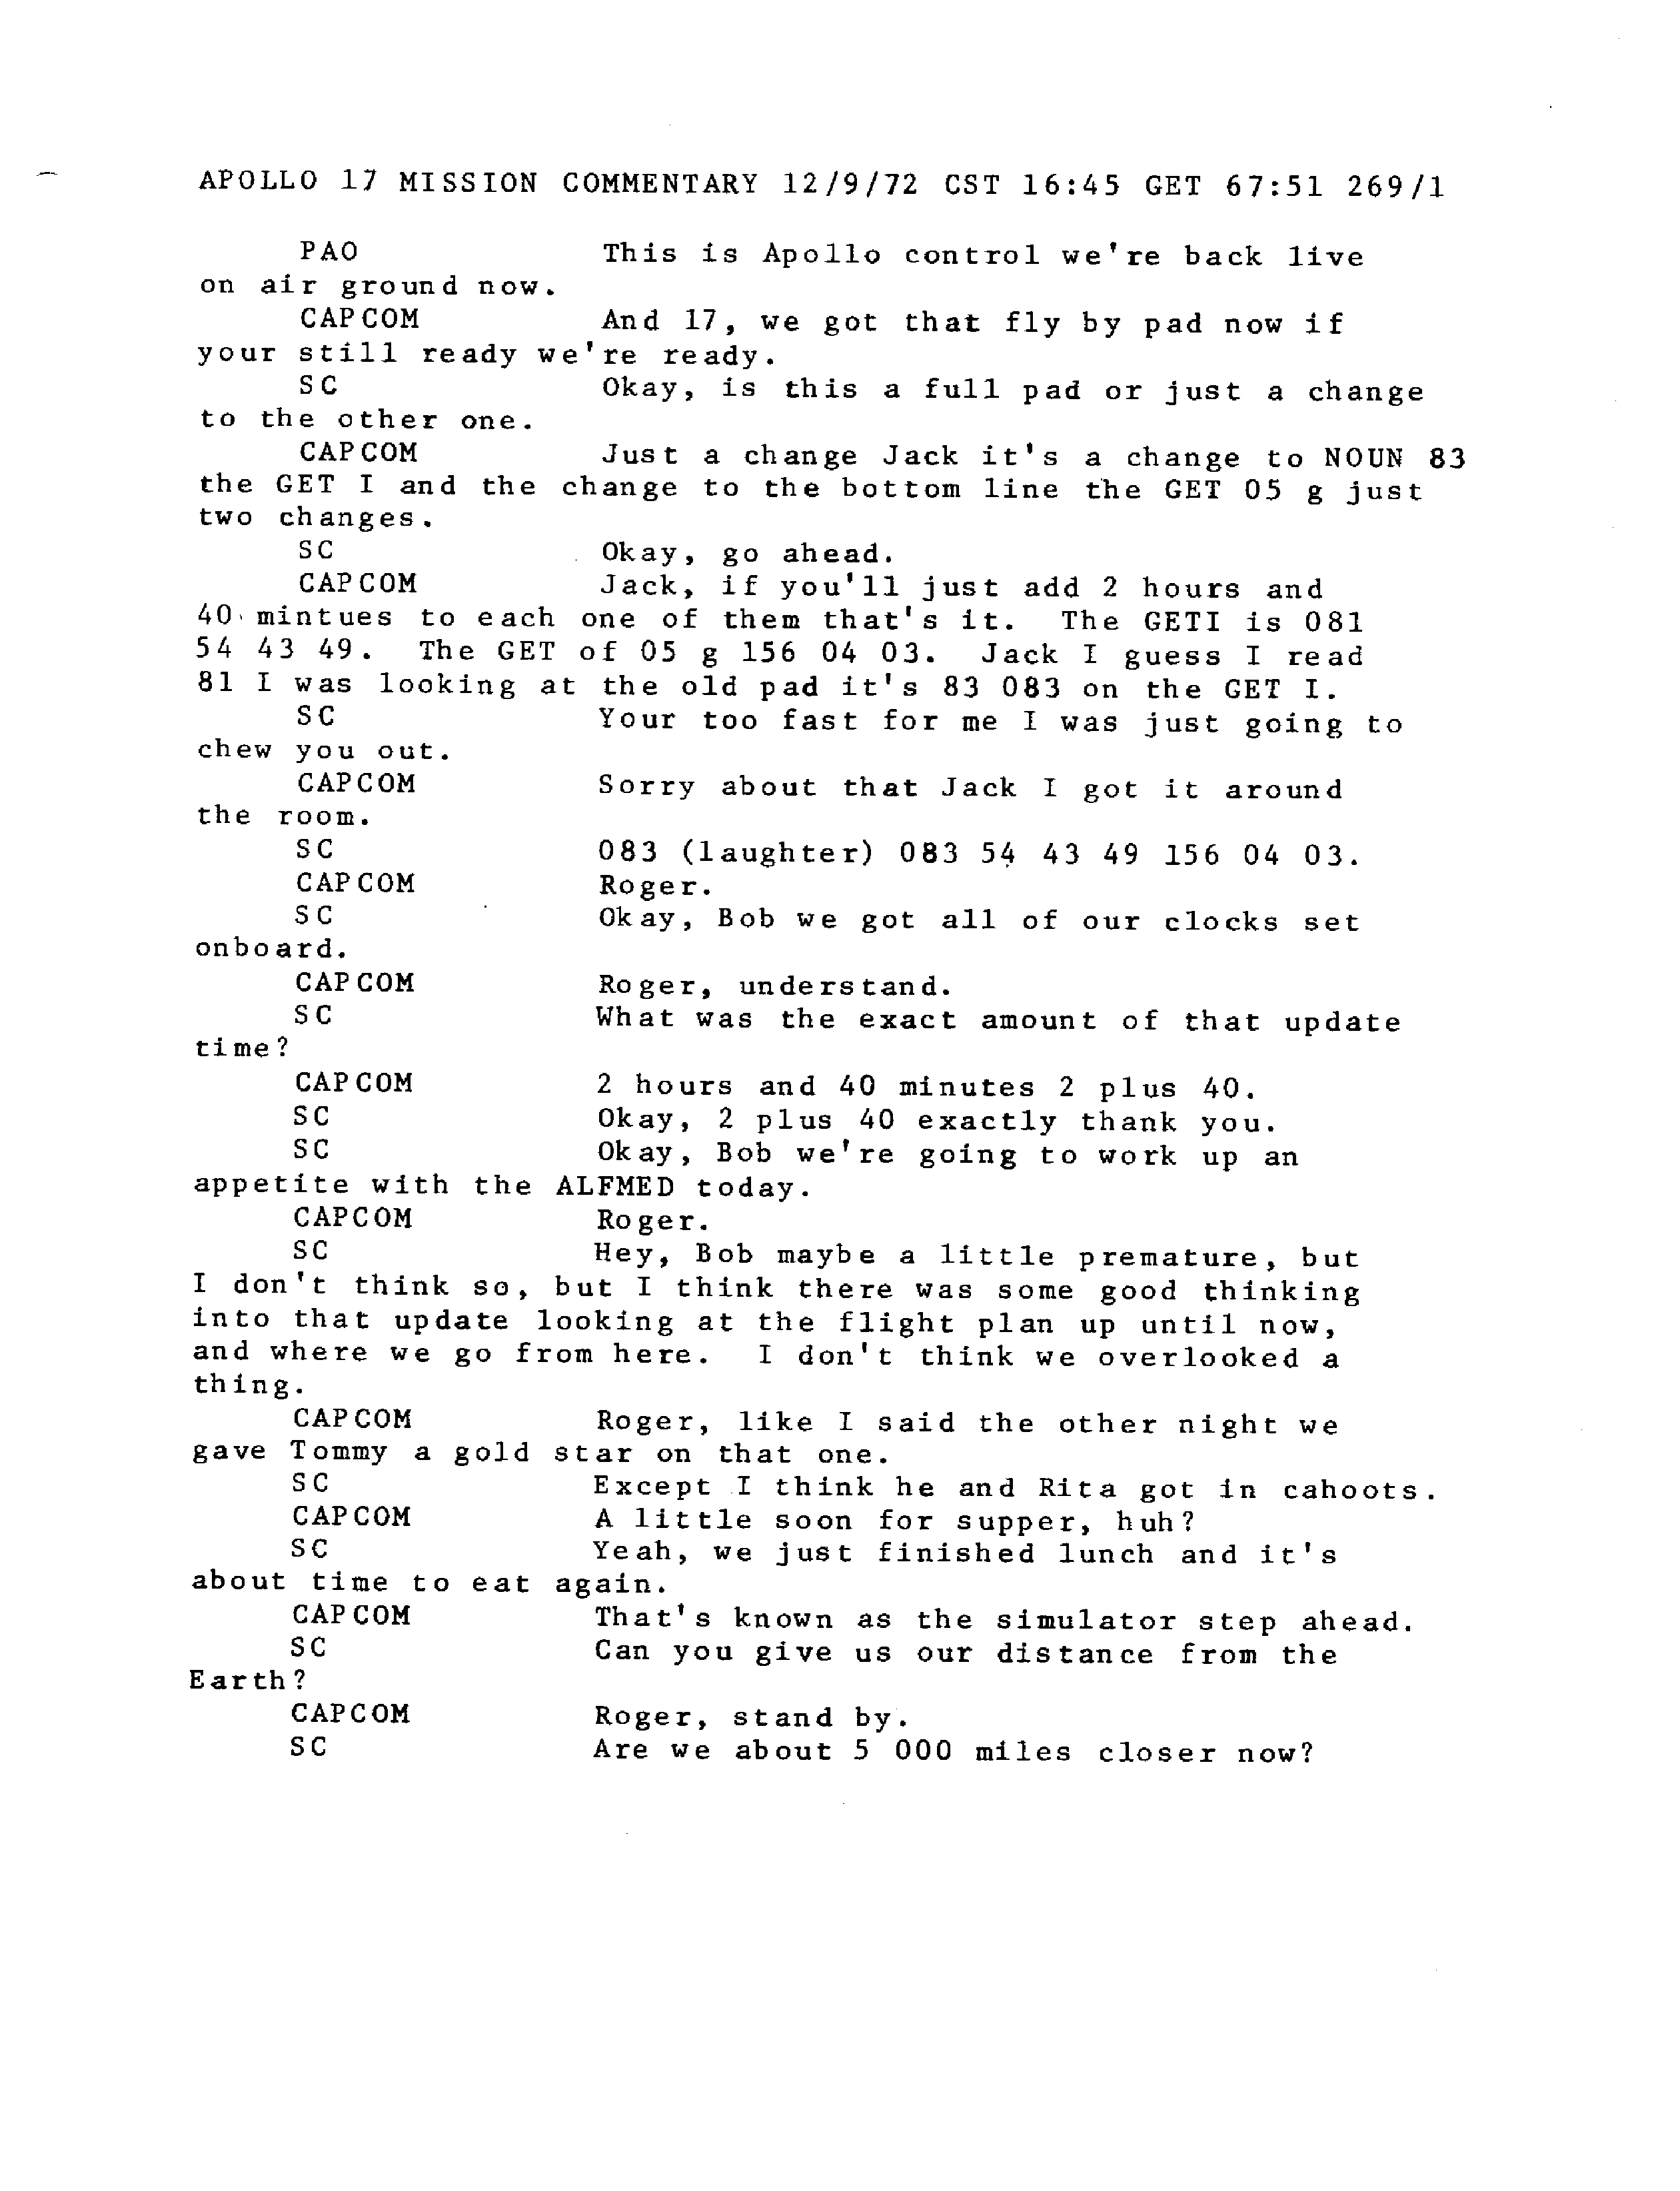 APOLLO 17 MISSION COMMENTARY 12/9/72 CST 16:45 GET 67:51 269/1
PAO This is Apollo control we're back live
on air ground now.
CAPCOM And 17, we got that fly by pad now if
your still ready we're ready.
SC Okay, is this a full pad or just a change
to the other one.
CAPCOM Just a change Jack it's a change to NOUN 83
the GET I and the change to the bottom line the GET 05 g just
two changes.
SC Okay, go ahead.
CAPCOM Jack, if you'll just add 2 hours and
40 mintues to each one of them that's it. The GETI is 081
54 43 49. The GET of 05 g 156 04 03. Jack I guess I read
81 I was looking at the old pad it's 83 083 on the GET I.
SC Your too fast for me I was just going to
chew you out.
CAPCOM Sorry about that Jack I got it around
the room.
SC 083 (laughter) 083 54 43 49 156 04 03.
CAPCOM Roger.
SC Okay, Bob we got all of our clocks set
onboard.
CAPCOM Roger, understand.
SC What was the exact amount of that update
time?
CAPCOM 2 hours and 40 minutes 2 plus 40.
SC Okay, 2 plus 40 exactly thank you.
SC Okay, Bob we're going to work up an
appetite with the ALFMED today.
CAPCOM Roger.
SC Hey, Bob maybe a little premature, but
I don't think so, but I think there was some good thinking
into that update looking at the flight plan up until now,
and where we go from here. I don't think we overlooked a
thing.
CAPCOM Roger, like I said the other night we
gave Tommy a gold star on that one.
SC Except I think he and Rita got in cahoots.
CAPCOM A little soon for supper, huh?
SC Yeah, we just finished lunch and it's
about time to eat again.
CAPCOM That's known as the simulator step ahead.
SC Can you give us our distance from the
Earth?
CAPCOM Roger, stand by.
SC Are we about 5 000 miles closer now?